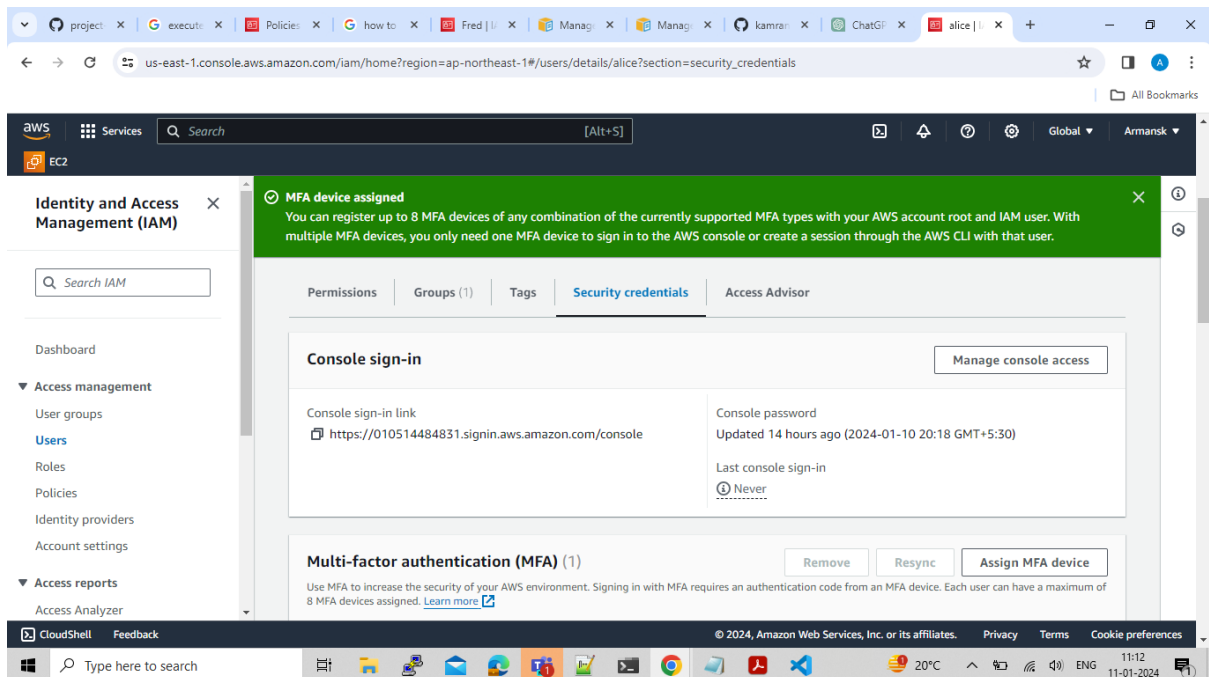 project-
execute
Policies
how to
Fred | I
Manag
Manag
kamran
ChatGP
alice | I
us-east-1.console.aws.amazon.com/iam/home?region=ap-northeast-1#/users/details/alice?section=security_credentials
A
All Bookmarks
aws
Services
Search
[Alt+S]
Global
Armansk
EC2
Identity and Access
Management (IAM)
Search IAM
Dashboard
Access management
User groups
Users
Roles
Policies
Identity providers
Account settings
Access reports
Access Analyzer
MFA device assigned
You can register up to 8 MFA devices of any combination of the currently supported MFA types with your AWS account root and IAM user. With
multiple MFA devices, you only need one MFA device to sign in to the AWS console or create a session through the AWS CLI with that user.
Permissions
Groups (1)
Tags
Security credentials
Access Advisor
Console sign-in
Manage console access
Console sign-in link
https://010514484831.signin.aws.amazon.com/console
Console password
Updated 14 hours ago (2024-01-10 20:18 GMT+5:30)
Last console sign-in
Never
Multi-factor authentication (MFA) (1)
Remove
Resync
Assign MFA device
Use MFA to increase the security of your AWS environment. Signing in with MFA requires an authentication code from an MFA device. Each user can have a maximum of
8 MFA devices assigned. Learn more
CloudShell
Feedback
© 2024, Amazon Web Services, Inc. or its affiliates.
Privacy
Terms
Cookie preferences
Type here to search
20°C
ENG
11:12
11-01-2024